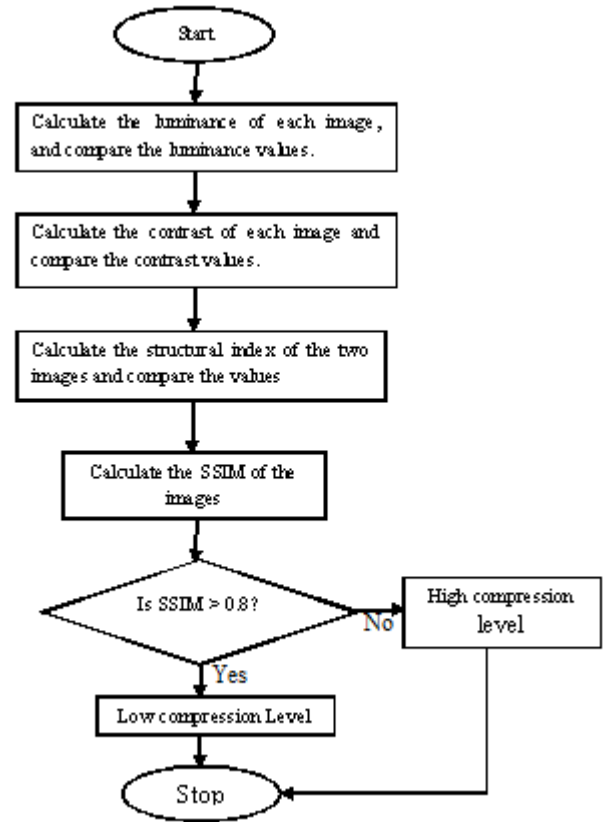 Start
Calculate the luminance of each image,
and compare the luminance values.
Calculate the contrast of each image and
compare the contrast values.
Calculate the structural index of the two
images and compare the values
Calculate the SSIM of the
images
Is SSIM > 0.8?
No
High compression
level
Yes
Low compression Level
Stop